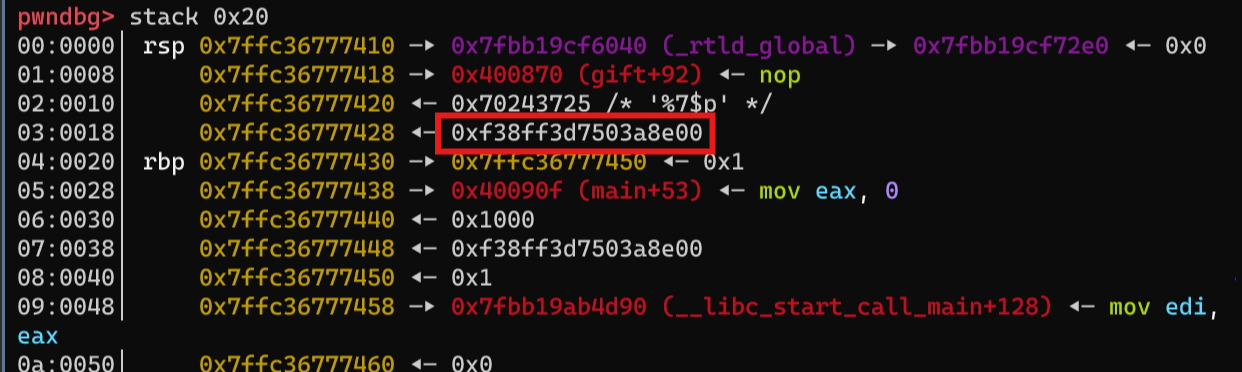 pwndbg> stack 0x20
00:0000│ rsp 0x7ffc36777410 —▸ 0x7fbb19cf6040 (_rtld_global) —▸ 0x7fbb19cf72e0 ◂— 0x0
01:0008│ 0x7ffc36777418 —▸ 0x400870 (gift+92) ◂— nop
02:0010│ 0x7ffc36777420 ◂— 0x70243725 /* '%7$p' */
03:0018│ 0x7ffc36777428 ◂— 0xf38ff3d7503a8e00
04:0020│ rbp 0x7ffc36777430 —▸ 0x7ffc36777450 ◂— 0x1
05:0028│ 0x7ffc36777438 —▸ 0x40090f (main+53) ◂— mov eax, 0
06:0030│ 0x7ffc36777440 ◂— 0x1000
07:0038│ 0x7ffc36777448 ◂— 0xf38ff3d7503a8e00
08:0040│ 0x7ffc36777450 ◂— 0x1
09:0048│ 0x7ffc36777458 —▸ 0x7fbb19ab4d90 (__libc_start_call_main+128) ◂— mov edi,
eax
0a:0050│ 0x7ffc36777460 ◂— 0x0